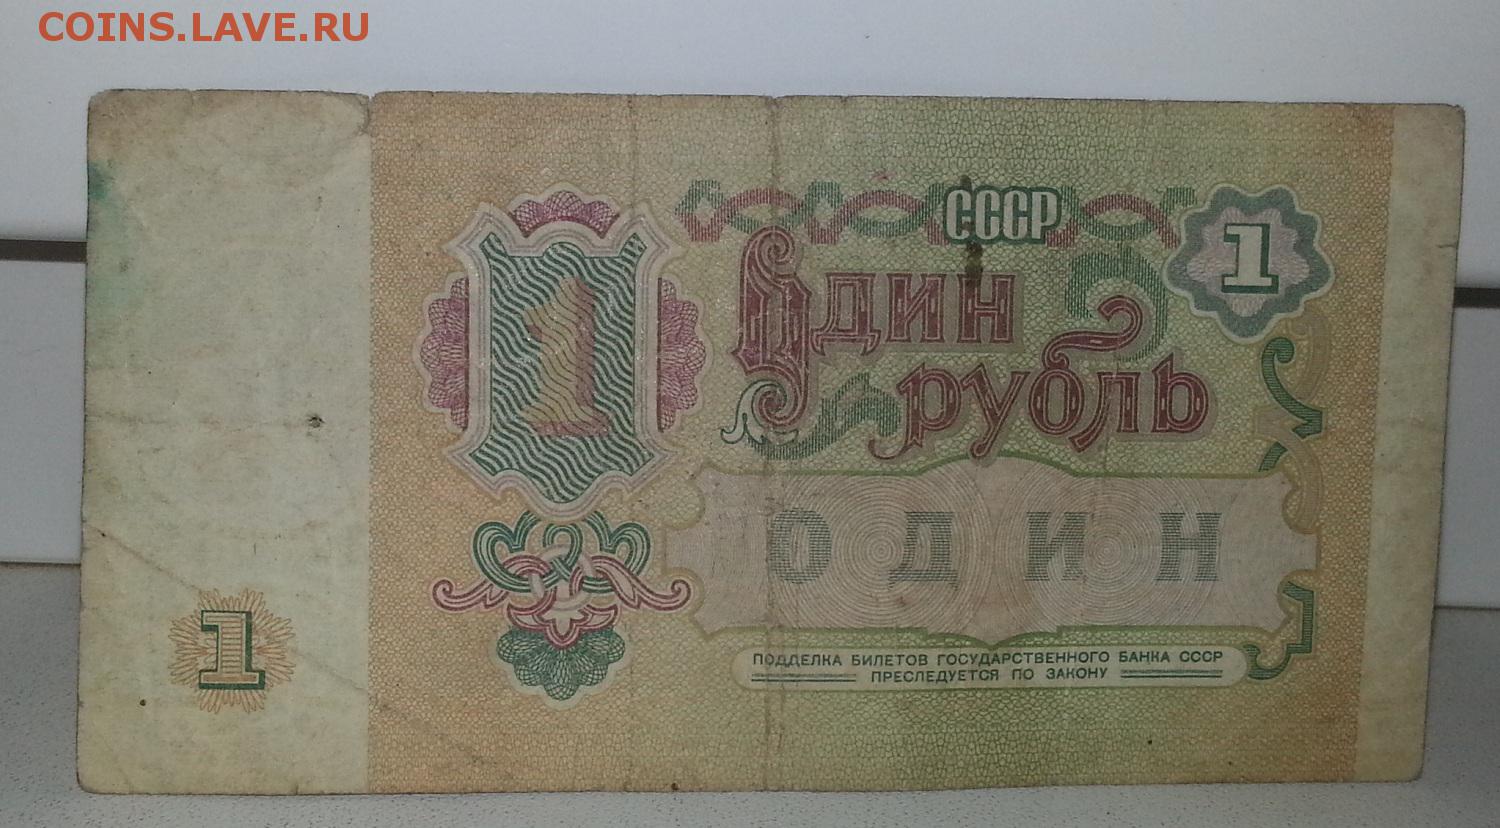 COINS.LAVE.RU
СССР
1
Один
рубль
1
ОДИН
1
ПОДДЕЛКА БИЛЕТОВ ГОСУДАРСТВЕННОГО БАНКА СССР
ПРЕСЛЕДУЕТСЯ ПО ЗАКОНУ